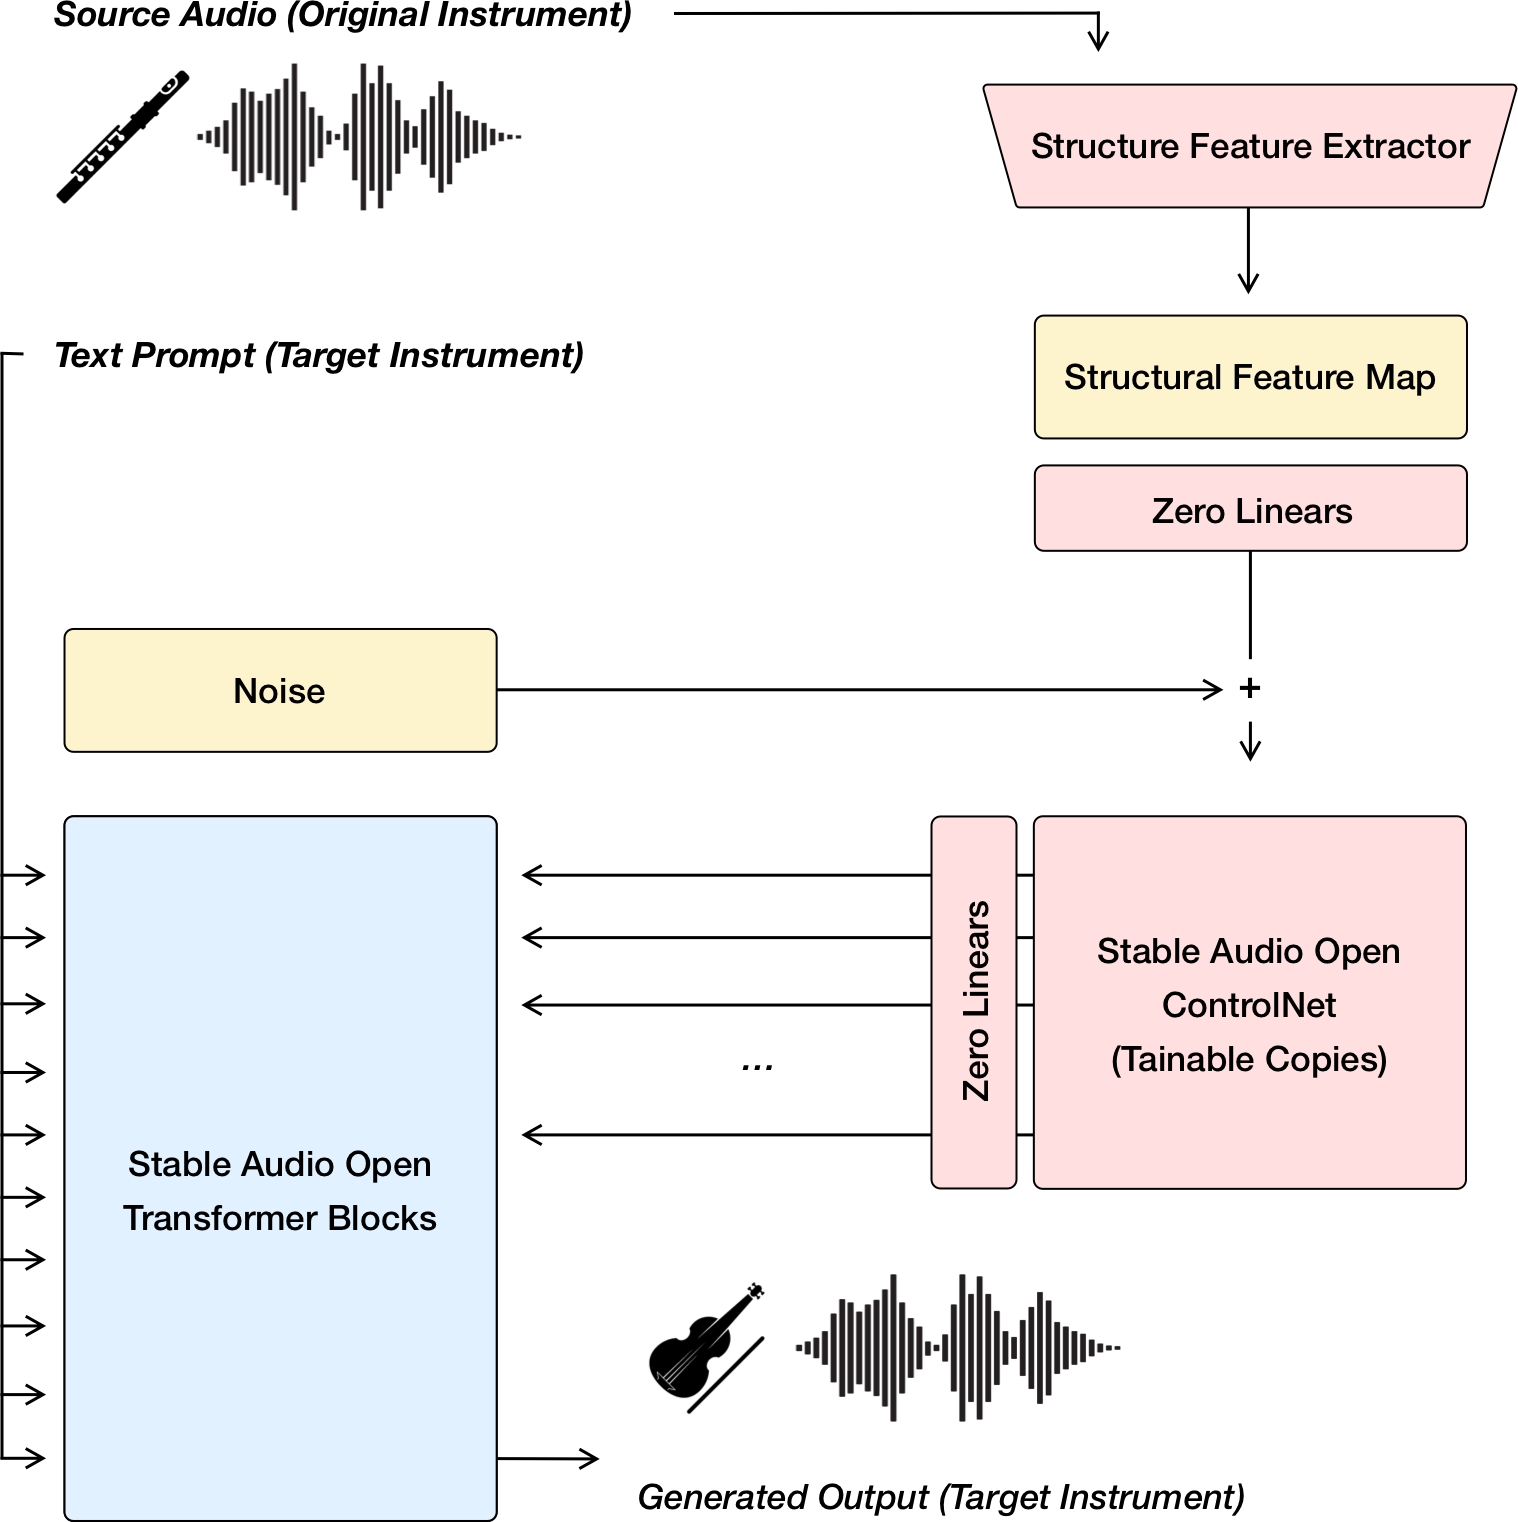 Source Audio (Original Instrument)
Structure Feature Extractor
Text Prompt (Target Instrument)
Structural Feature Map
Zero Linears
Noise
+
Zero Linears
Stable Audio Open
ControlNet
(Tainable Copies)
...
Stable Audio Open
Transformer Blocks
Generated Output (Target Instrument)